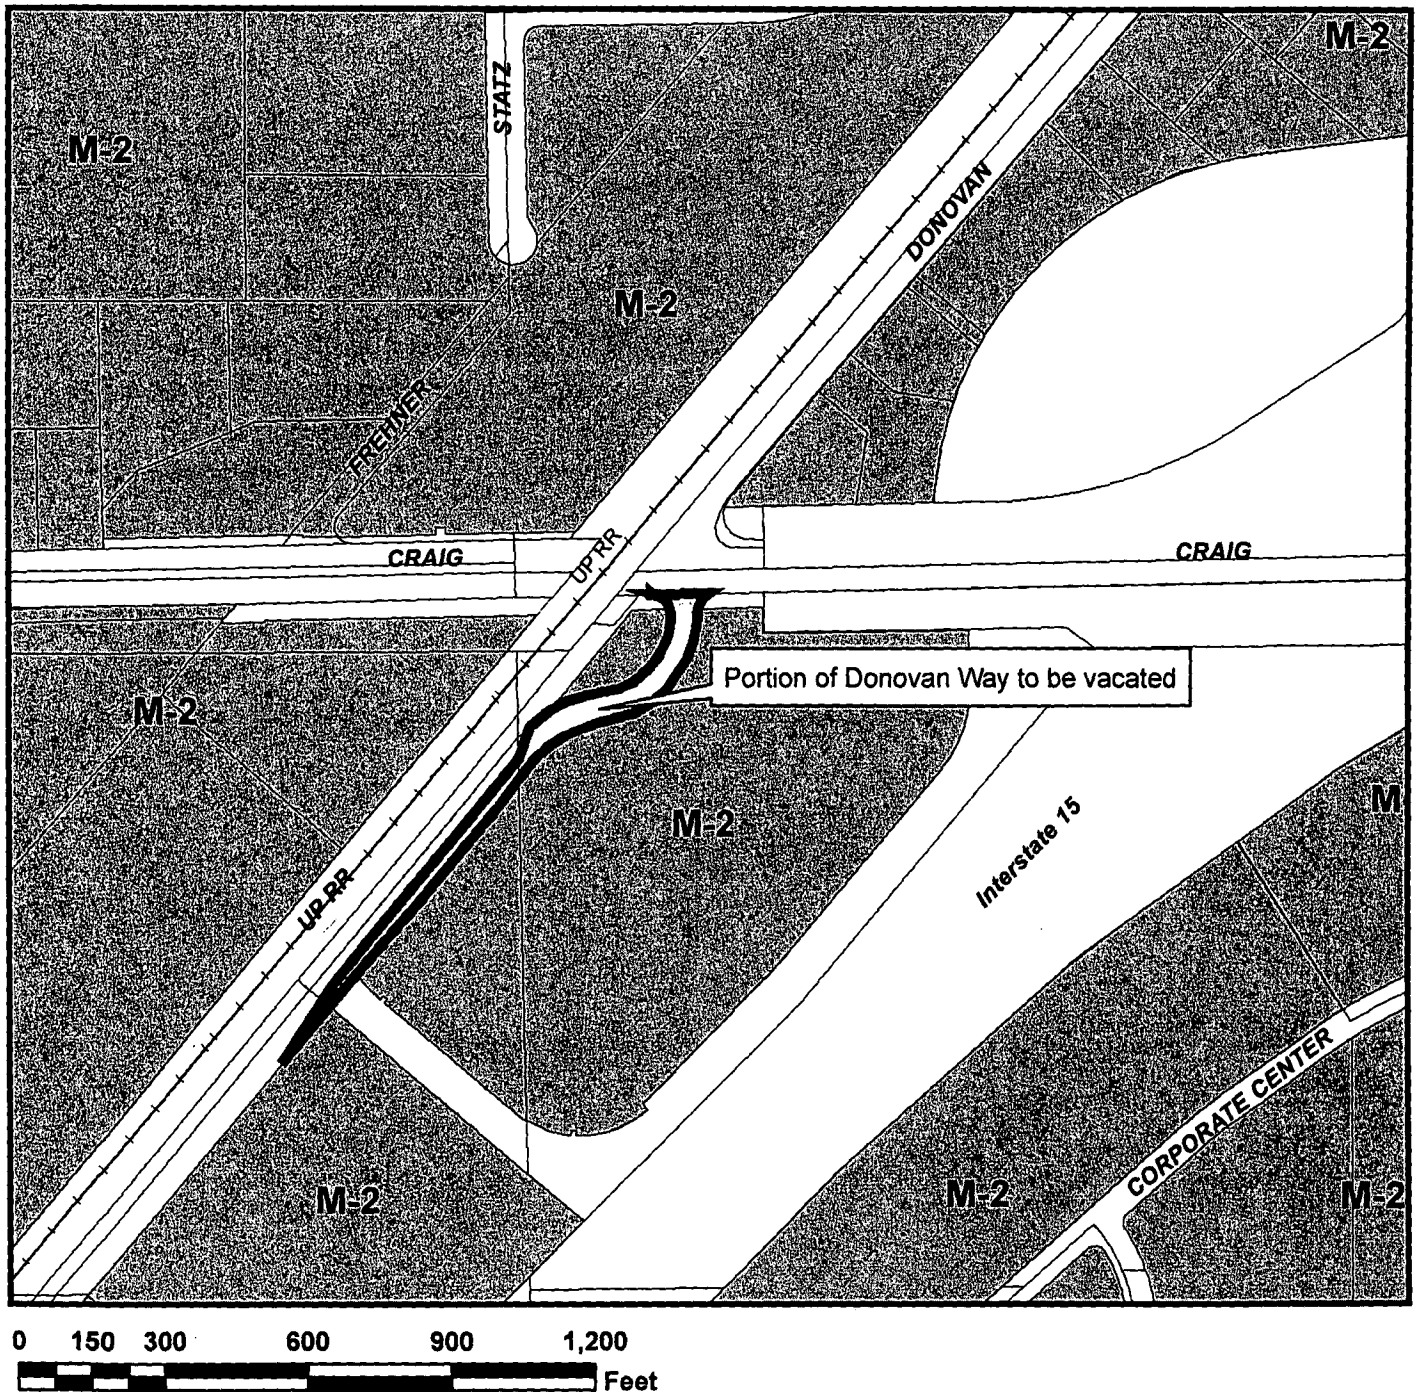 M-2
STATZ
M-2
DONOVAN
M-2
FREHNER
CRAIG
UP RR
CRAIG
Portion of Donovan Way to be vacated
M-2
M
M-2
Interstate 15
UP RR
CORPORATE CENTER
M-2
M-2
M-2
0 150 300 600 900 1,200
Feet